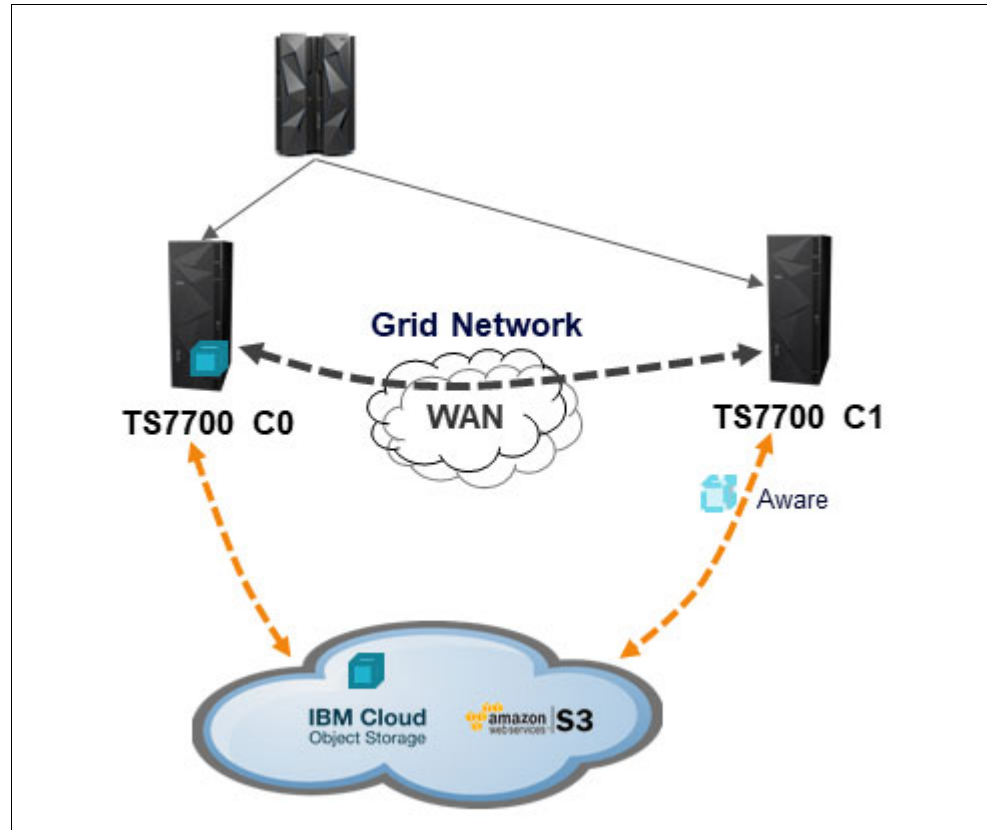 Grid Network
WAN
TS7700 C0
TS7700 C1
Aware
IBM Cloud
Object Storage
amazon
webservices
S3